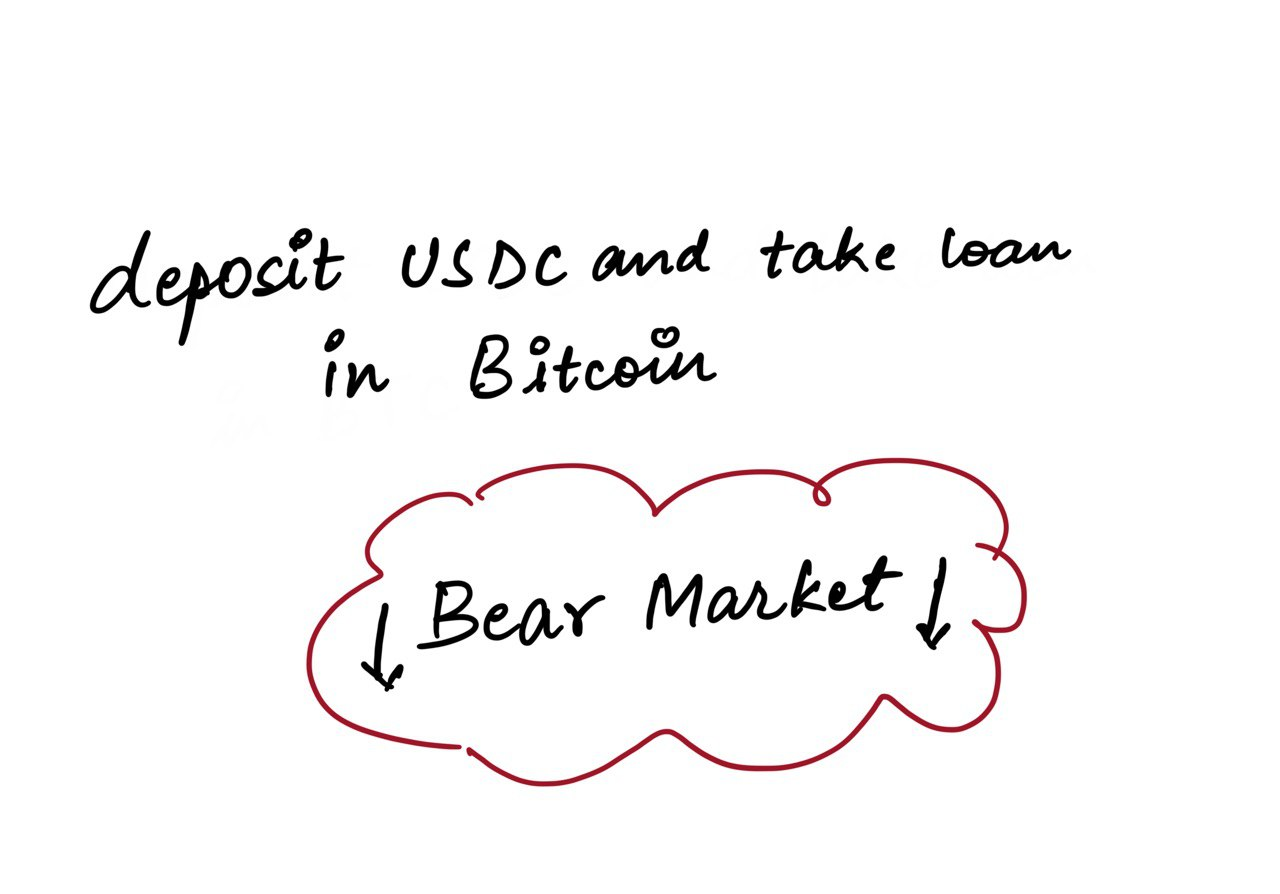 deposit USDC and take loan
in Bitcoin
↓ Bear Market ↓